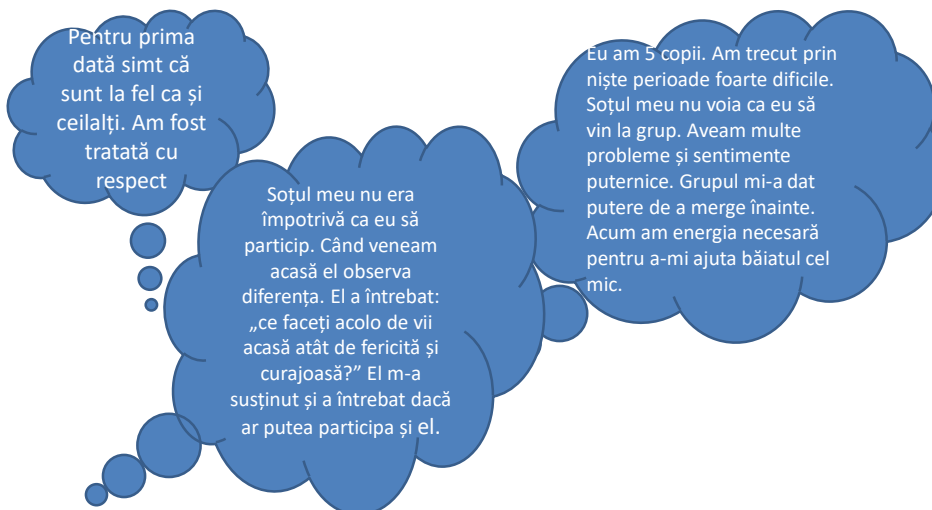 Pentru prima
dată simt că
sunt la fel ca și
ceilalți. Am fost
tratată cu
respect
Soțul meu nu era
împotrivă ca eu să
particip. Când veneam
acasă el observa
diferența. El a întrebat:
„ce faceți acolo de vii
acasă atât de fericită și
curajoasă?” El m-a
susținut și a întrebat dacă
ar putea participa și el.
Eu am 5 copii. Am trecut prin
niște perioade foarte dificile.
Soțul meu nu voia ca eu să
vin la grup. Aveam multe
probleme și sentimente
puternice. Grupul mi-a dat
putere de a merge înainte.
Acum am energia necesară
pentru a-mi ajuta băiatul cel
mic.